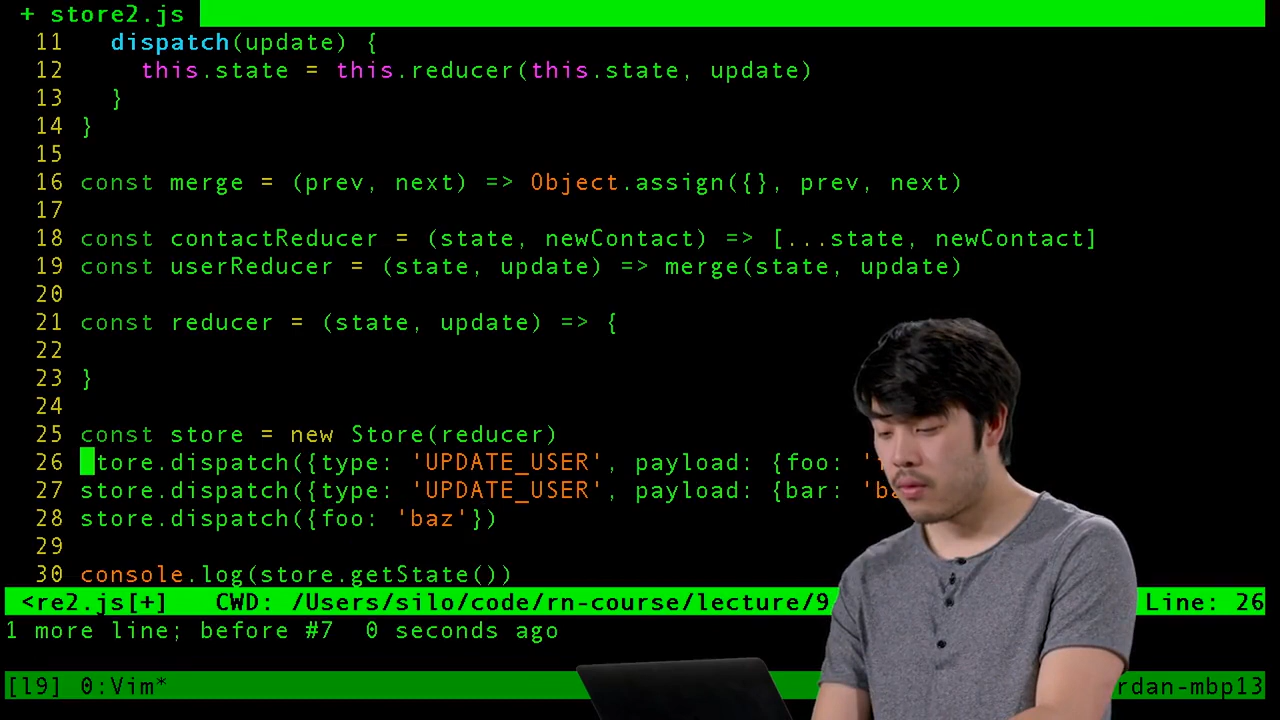 + store2.js
11 dispatch(update) {
12 this.state = this.reducer(this.state, update)
13 }
14 }
15
16 const merge = (prev, next) => Object.assign({}, prev, next)
17
18 const contactReducer = (state, newContact) => [...state, newContact]
19 const userReducer = (state, update) => merge(state, update)
20
21 const reducer = (state, update) => {
22
23 }
24
25 const store = new Store(reducer)
26 store.dispatch({type: 'UPDATE_USER', payload: {foo:
27 store.dispatch({type: 'UPDATE_USER', payload: {bar:
28 store.dispatch({foo: 'baz'})
29
30 console.log(store.getState())
<re2.js[+] CWD: /Users/silo/code/rn-course/lecture/9 Line: 26
1 more line; before #7 0 seconds ago
[l9] 0:Vim* rdan-mbp13